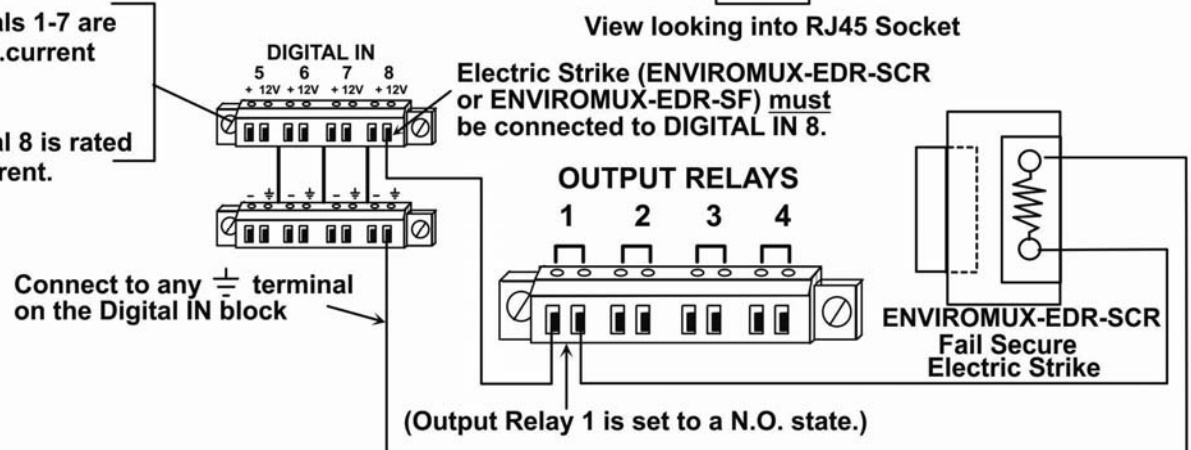 als 1-7 are
.current
al 8 is rated
rent.
View looking into RJ45 Socket
DIGITAL IN
5 6 7 8
+ 12V + 12V + 12V + 12V
Electric Strike (ENVIROMUX-EDR-SCR
or ENVIROMUX-EDR-SF) must
be connected to DIGITAL IN 8.
- - - -
OUTPUT RELAYS
1 2 3 4
Connect to any terminal
on the Digital IN block
ENVIROMUX-EDR-SCR
Fail Secure
Electric Strike
(Output Relay 1 is set to a N.O. state.)